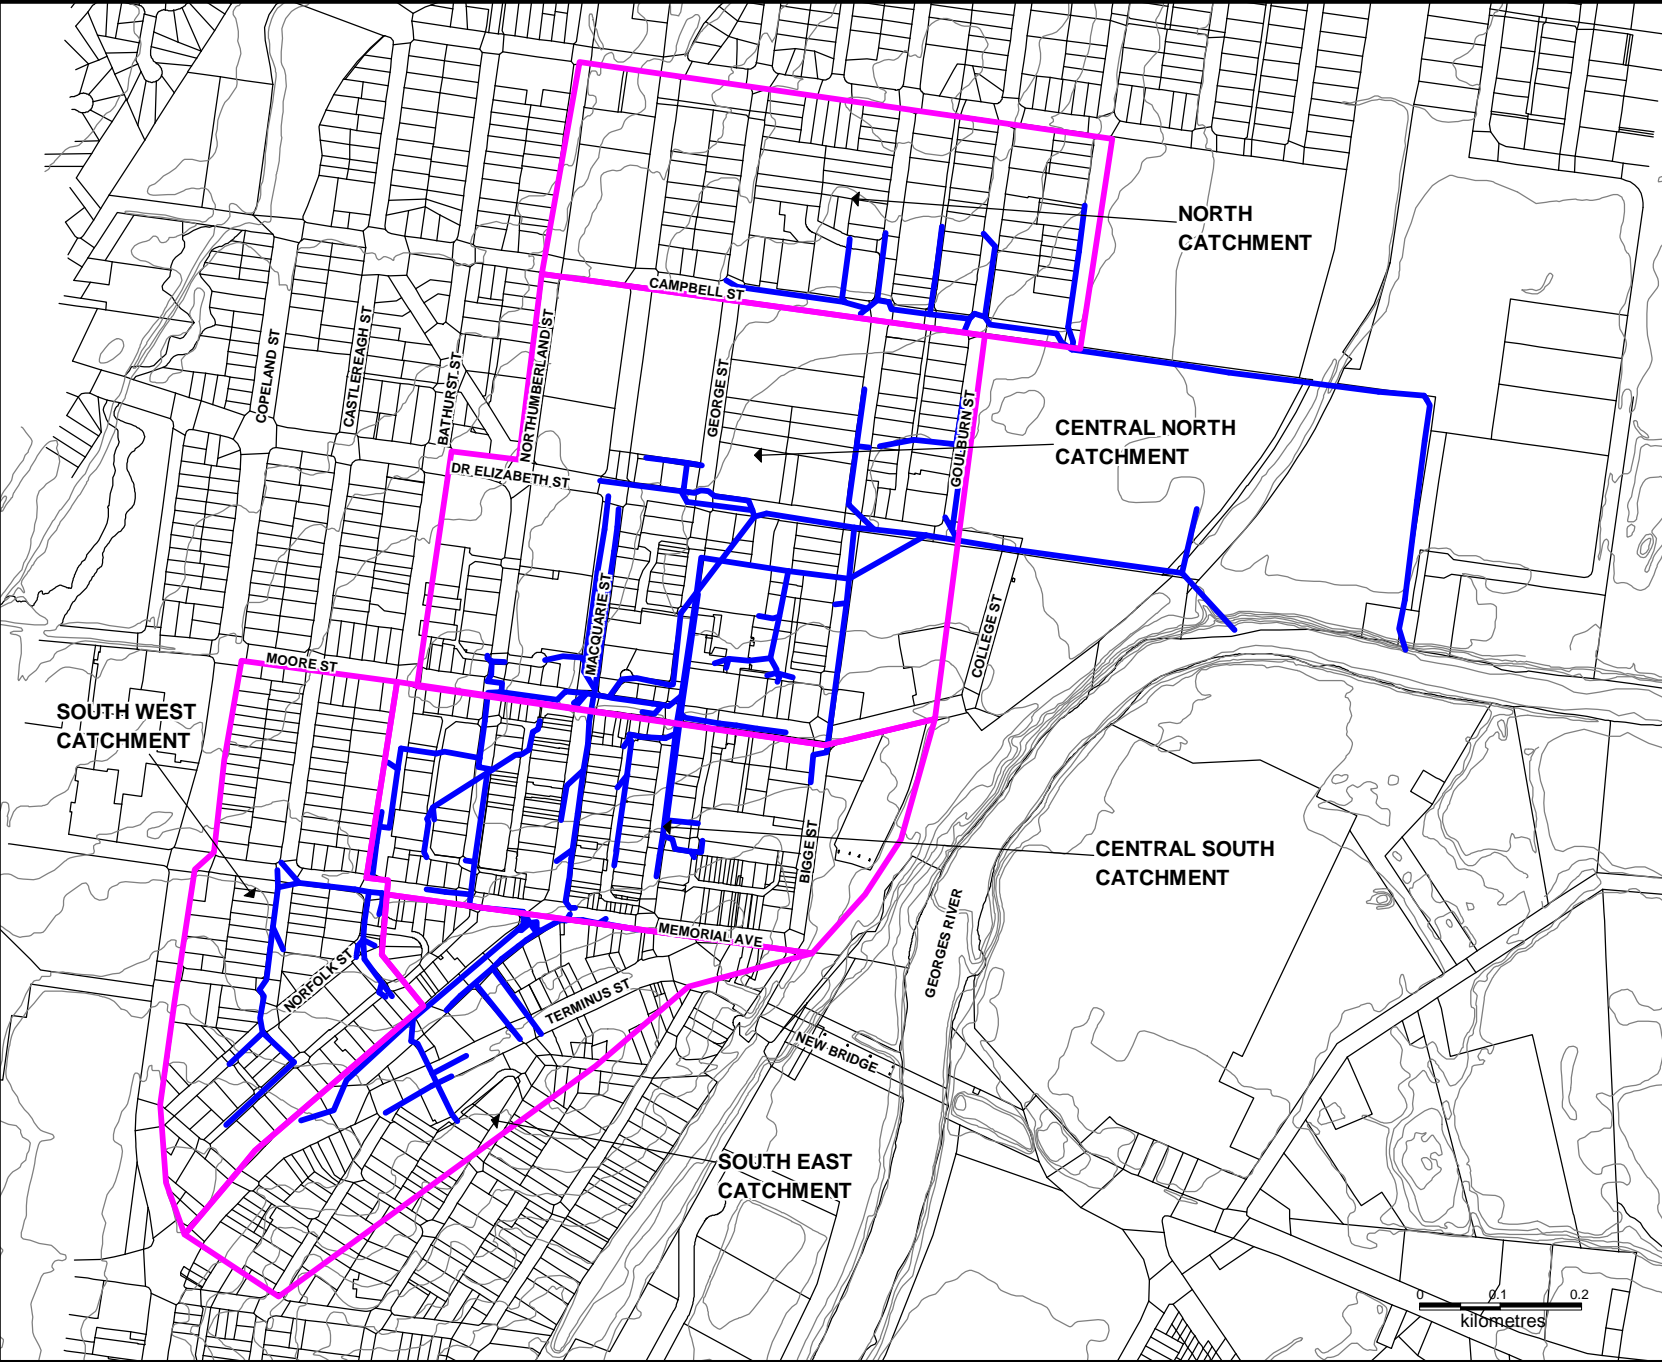 NORTH
CATCHMENT
CAMPBELL ST
COPELAND ST
CASTLEREAGH ST
BATHURST ST
NORTHUMBERLAND ST
GEORGE ST
GOULBURN ST
CENTRAL NORTH
CATCHMENT
DR ELIZABETH ST
MACQUARIE ST
COLLEGE ST
MOORE ST
SOUTH WEST
CATCHMENT
BIGGE ST
CENTRAL SOUTH
CATCHMENT
GEORGES RIVER
MEMORIAL AVE
NORFOLK ST
TERMINUS ST
NEW BRIDGE
SOUTH EAST
CATCHMENT
0 0.1 0.2
kilometres